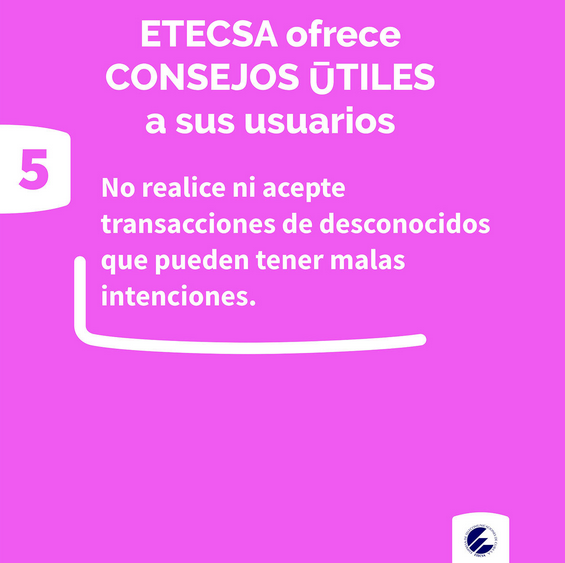 ETECSA ofrece
CONSEJOS ŪTILES
a sus usuarios
5
No realice ni acepte
transacciones de desconocidos
que pueden tener malas
intenciones.